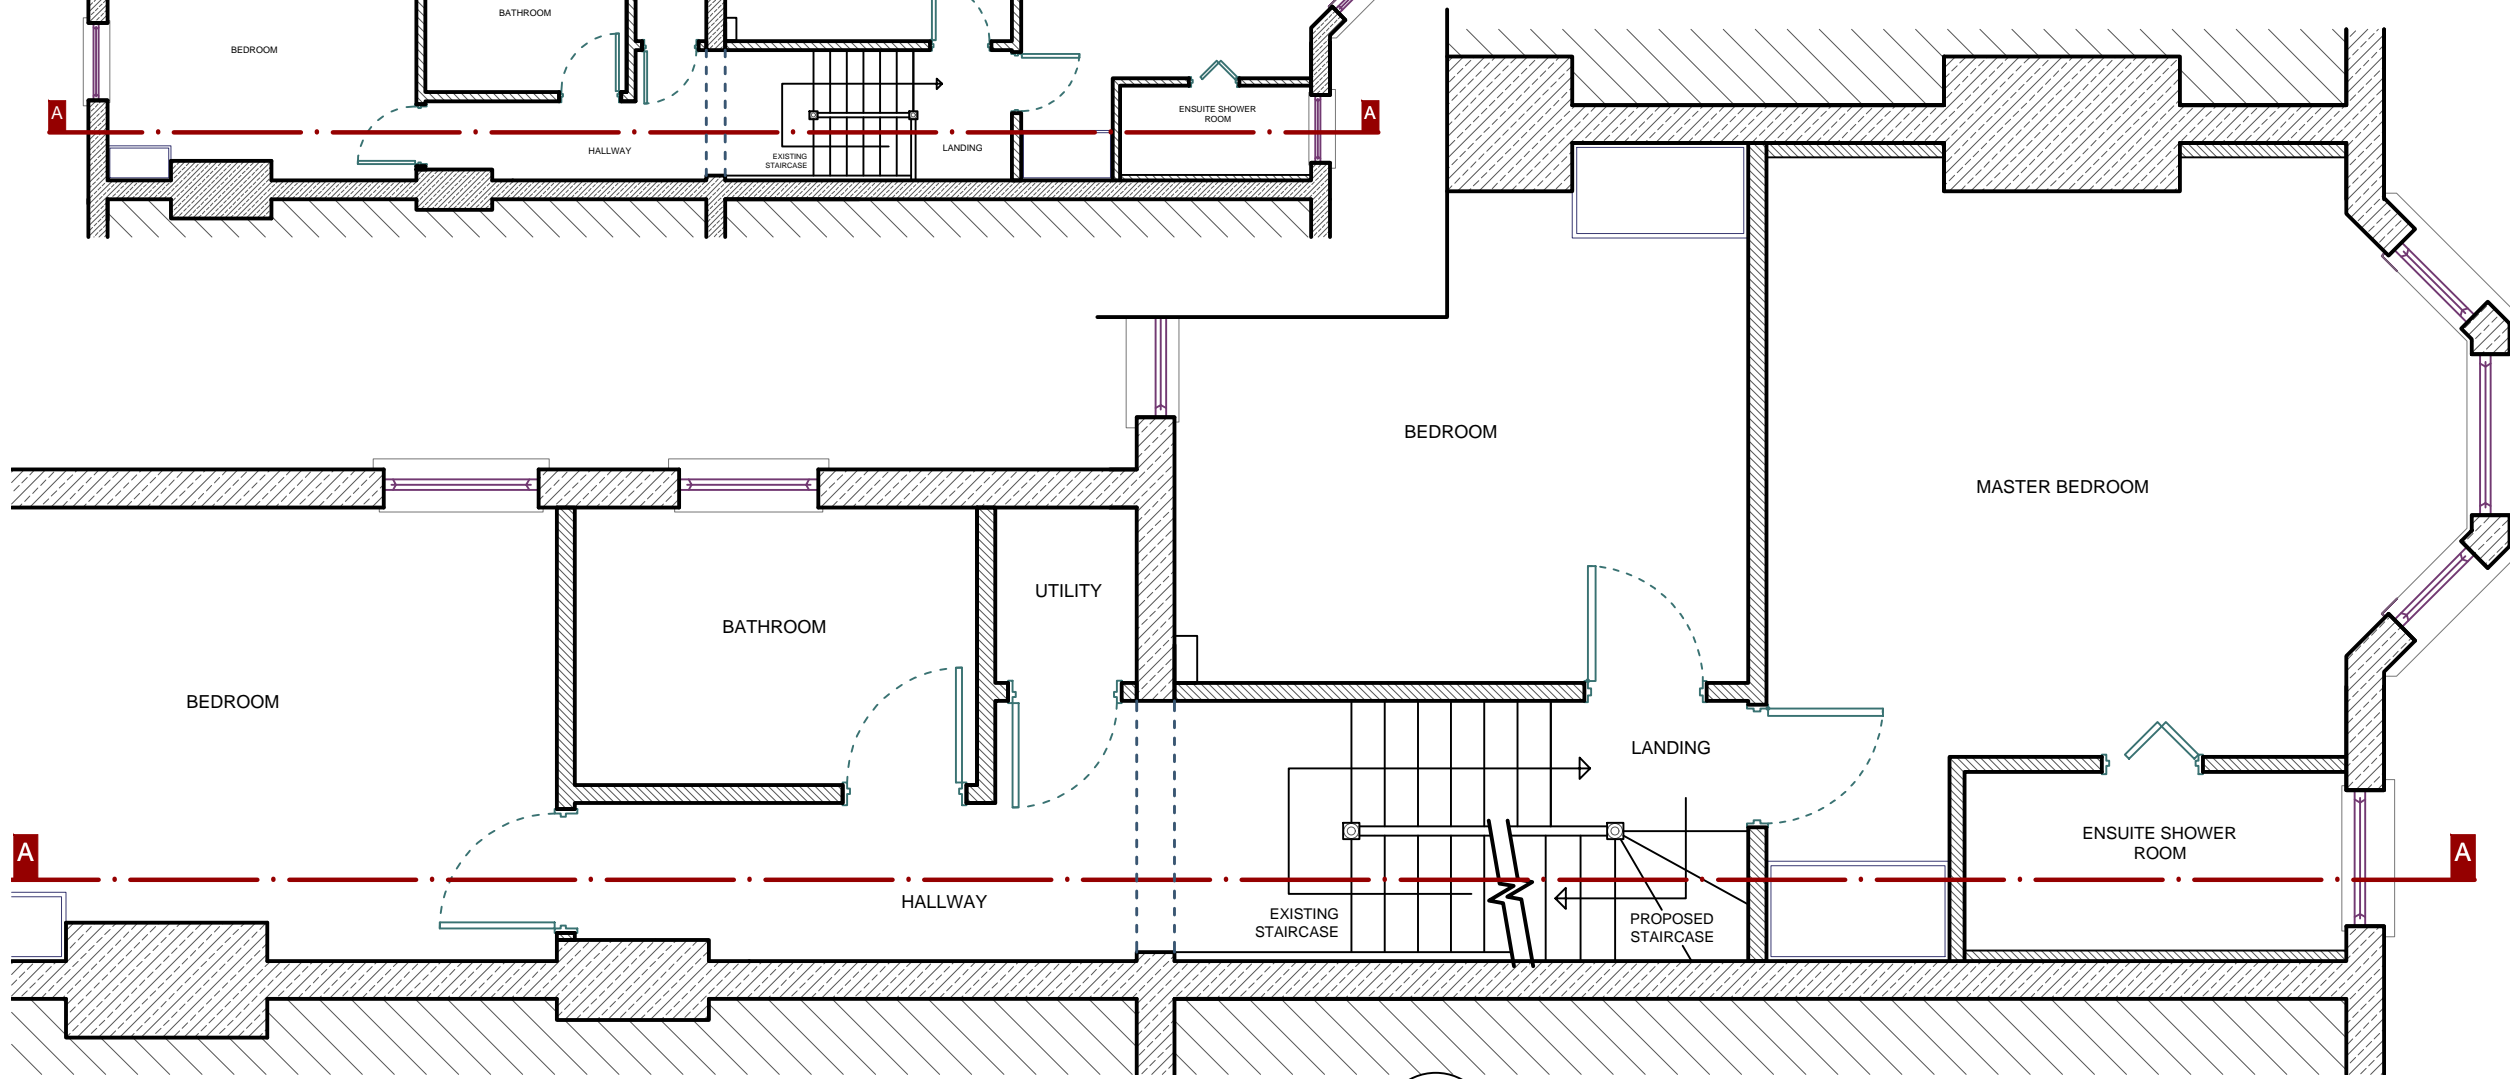 BATHROOM
BEDROOM
A
A
ENSUITE SHOWER
ROOM
HALLWAY
EXISTING
STAIRCASE
LANDING
BEDROOM
MASTER BEDROOM
UTILITY
BATHROOM
BEDROOM
LANDING
ENSUITE SHOWER
ROOM
A
A
HALLWAY
EXISTING
STAIRCASE
PROPOSED
STAIRCASE